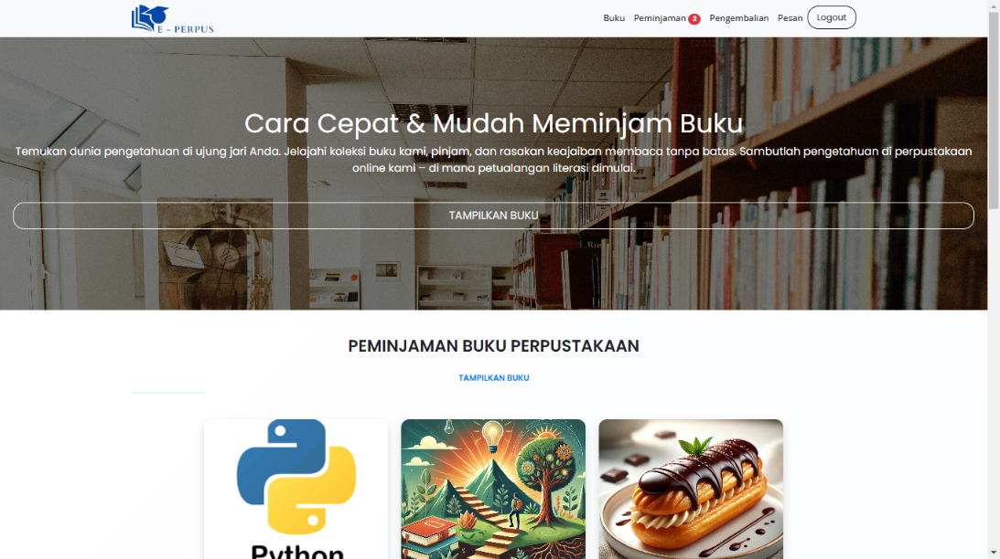 E - PERPUS
Buku Peminjaman 2 Pengembalian Pesan Logout
Cara Cepat & Mudah Meminjam Buku
Temukan dunia pengetahuan di ujung jari Anda. Jelajahi koleksi buku kami, pinjam, dan rasakan keajaiban membaca tanpa batas. Sambutlah pengetahuan di perpustakaan
online kami – di mana petualangan literasi dimulai.
TAMPILKAN BUKU
PEMINJAMAN BUKU PERPUSTAKAAN
TAMPILKAN BUKU
Python